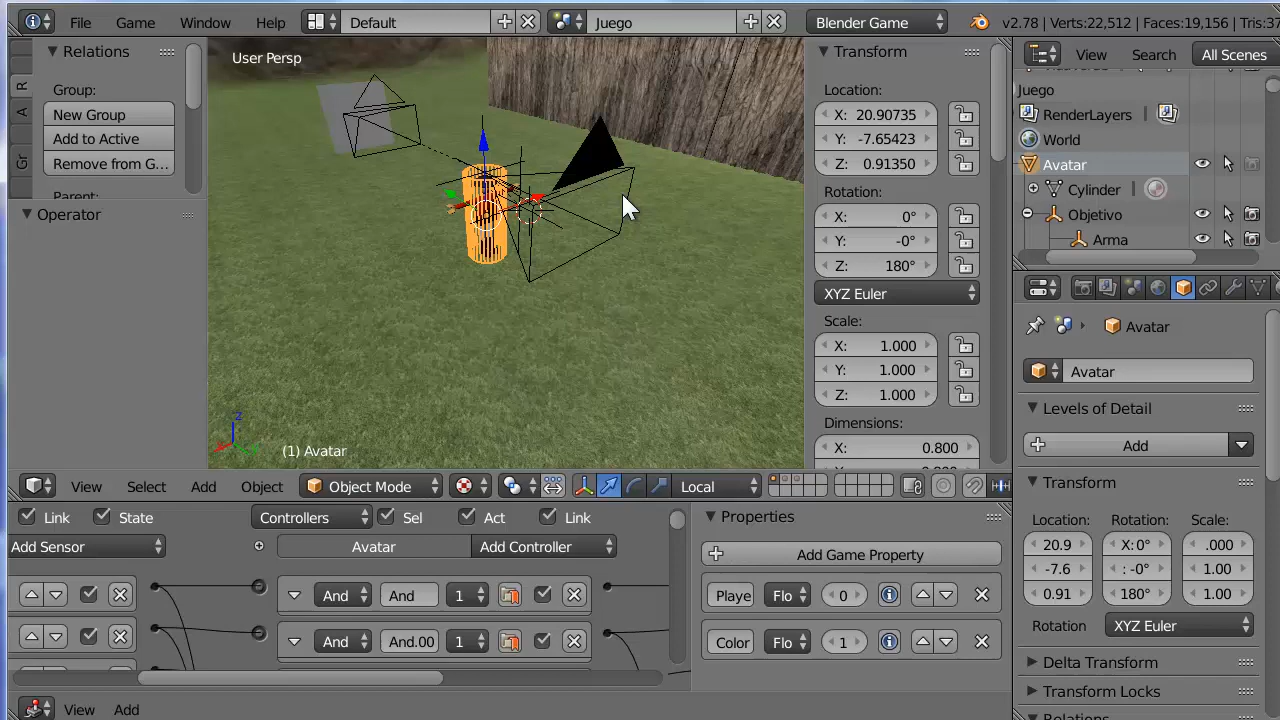 File Game Window Help Default Juego Blender Game v2.78 | Verts:22,512 | Faces:19,156 | Tris:37
Relations
Group:
New Group
Add to Active
Remove from G...
Parent:
Operator
R
A
Gr
User Persp
(1) Avatar
Transform
Location:
X: 20.90735
Y: -7.65423
Z: 0.91350
Rotation:
X: 0°
Y: -0°
Z: 180°
XYZ Euler
Scale:
X: 1.000
Y: 1.000
Z: 1.000
Dimensions:
X: 0.800
View Search All Scenes
Juego
RenderLayers
World
Avatar
Cylinder
Objetivo
Arma
Avatar
Avatar
Levels of Detail
Add
Transform
Location: Rotation: Scale:
20.9 X: 0° .000
-7.6 : -0° 1.00
0.91 180° 1.00
Rotation XYZ Euler
Delta Transform
Transform Locks
Relations
View Select Add Object Object Mode Local
Link State Controllers Sel Act Link
Add Sensor Avatar Add Controller
And And 1
And And.00 1
Properties
Add Game Property
Playe Flo 0
Color Flo 1
View Add